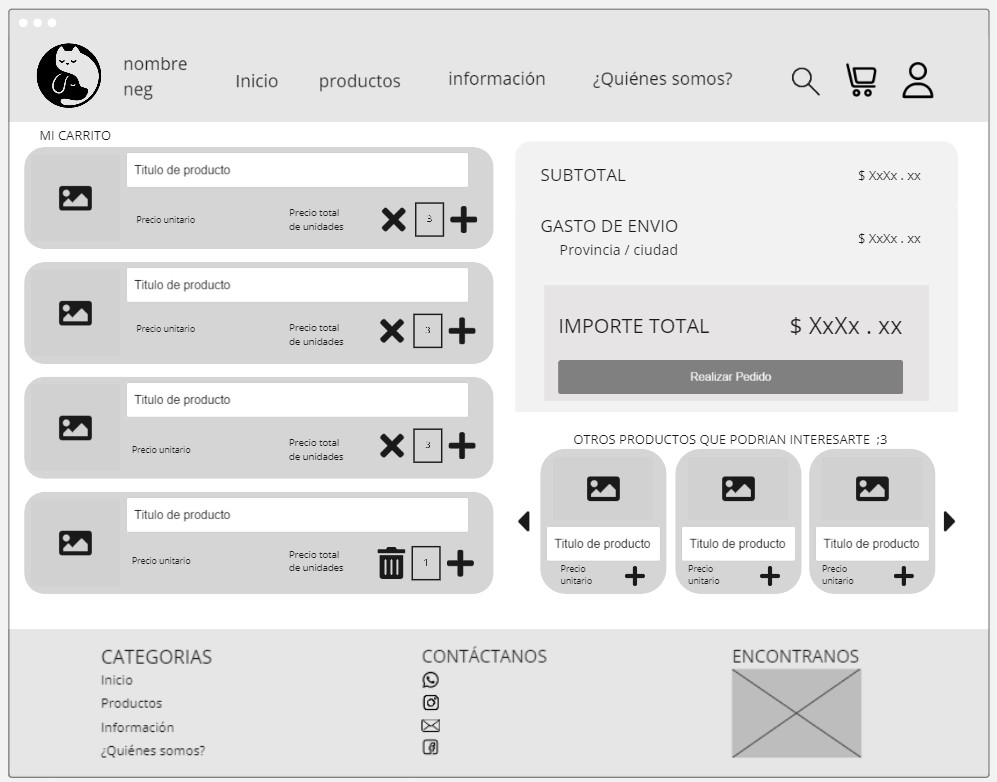 nombre
neg
Inicio
productos
información
¿Quiénes somos?
MI CARRITO
Titulo de producto
Precio unitario
Precio total
de unidades
3
Titulo de producto
Precio unitario
Precio total
de unidades
3
Titulo de producto
Precio unitario
Precio total
de unidades
3
Titulo de producto
Precio unitario
Precio total
de unidades
1
SUBTOTAL
$ XxXx . xx
GASTO DE ENVIO
Provincia / ciudad
$ XxXx . xx
IMPORTE TOTAL
$ XxXx . xx
Realizar Pedido
OTROS PRODUCTOS QUE PODRIAN INTERESARTE ;3
Titulo de producto
Precio
unitario
Titulo de producto
Precio
unitario
Titulo de producto
Precio
unitario
CATEGORIAS
Inicio
Productos
Información
¿Quiénes somos?
CONTÁCTANOS
ENCONTRANOS